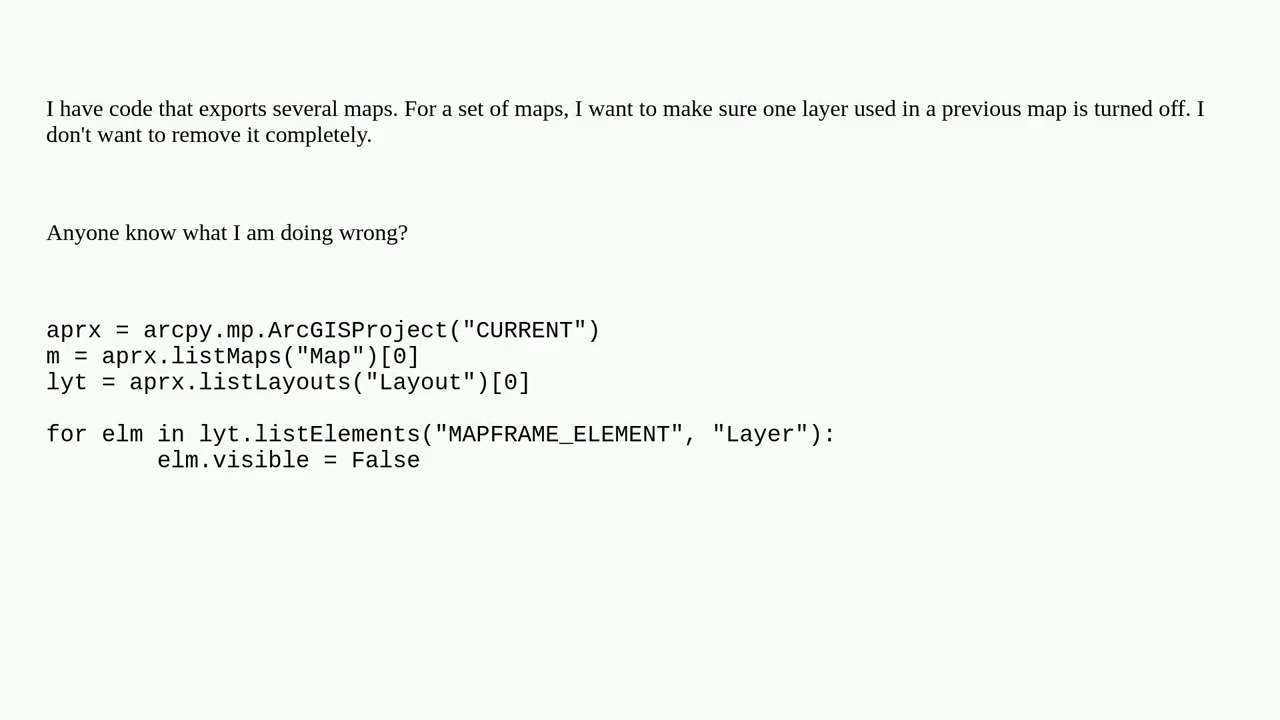 I have code that exports several maps. For a set of maps, I want to make sure one layer used in a previous map is turned off. I
don't want to remove it completely.
Anyone know what I am doing wrong?
aprx = arcpy.mp.ArcGISProject("CURRENT")
m = aprx.listMaps("Map")[0]
lyt = aprx.listLayouts("Layout")[0]
for elm in lyt.listElements("MAPFRAME_ELEMENT", "Layer"):
        elm.visible = False